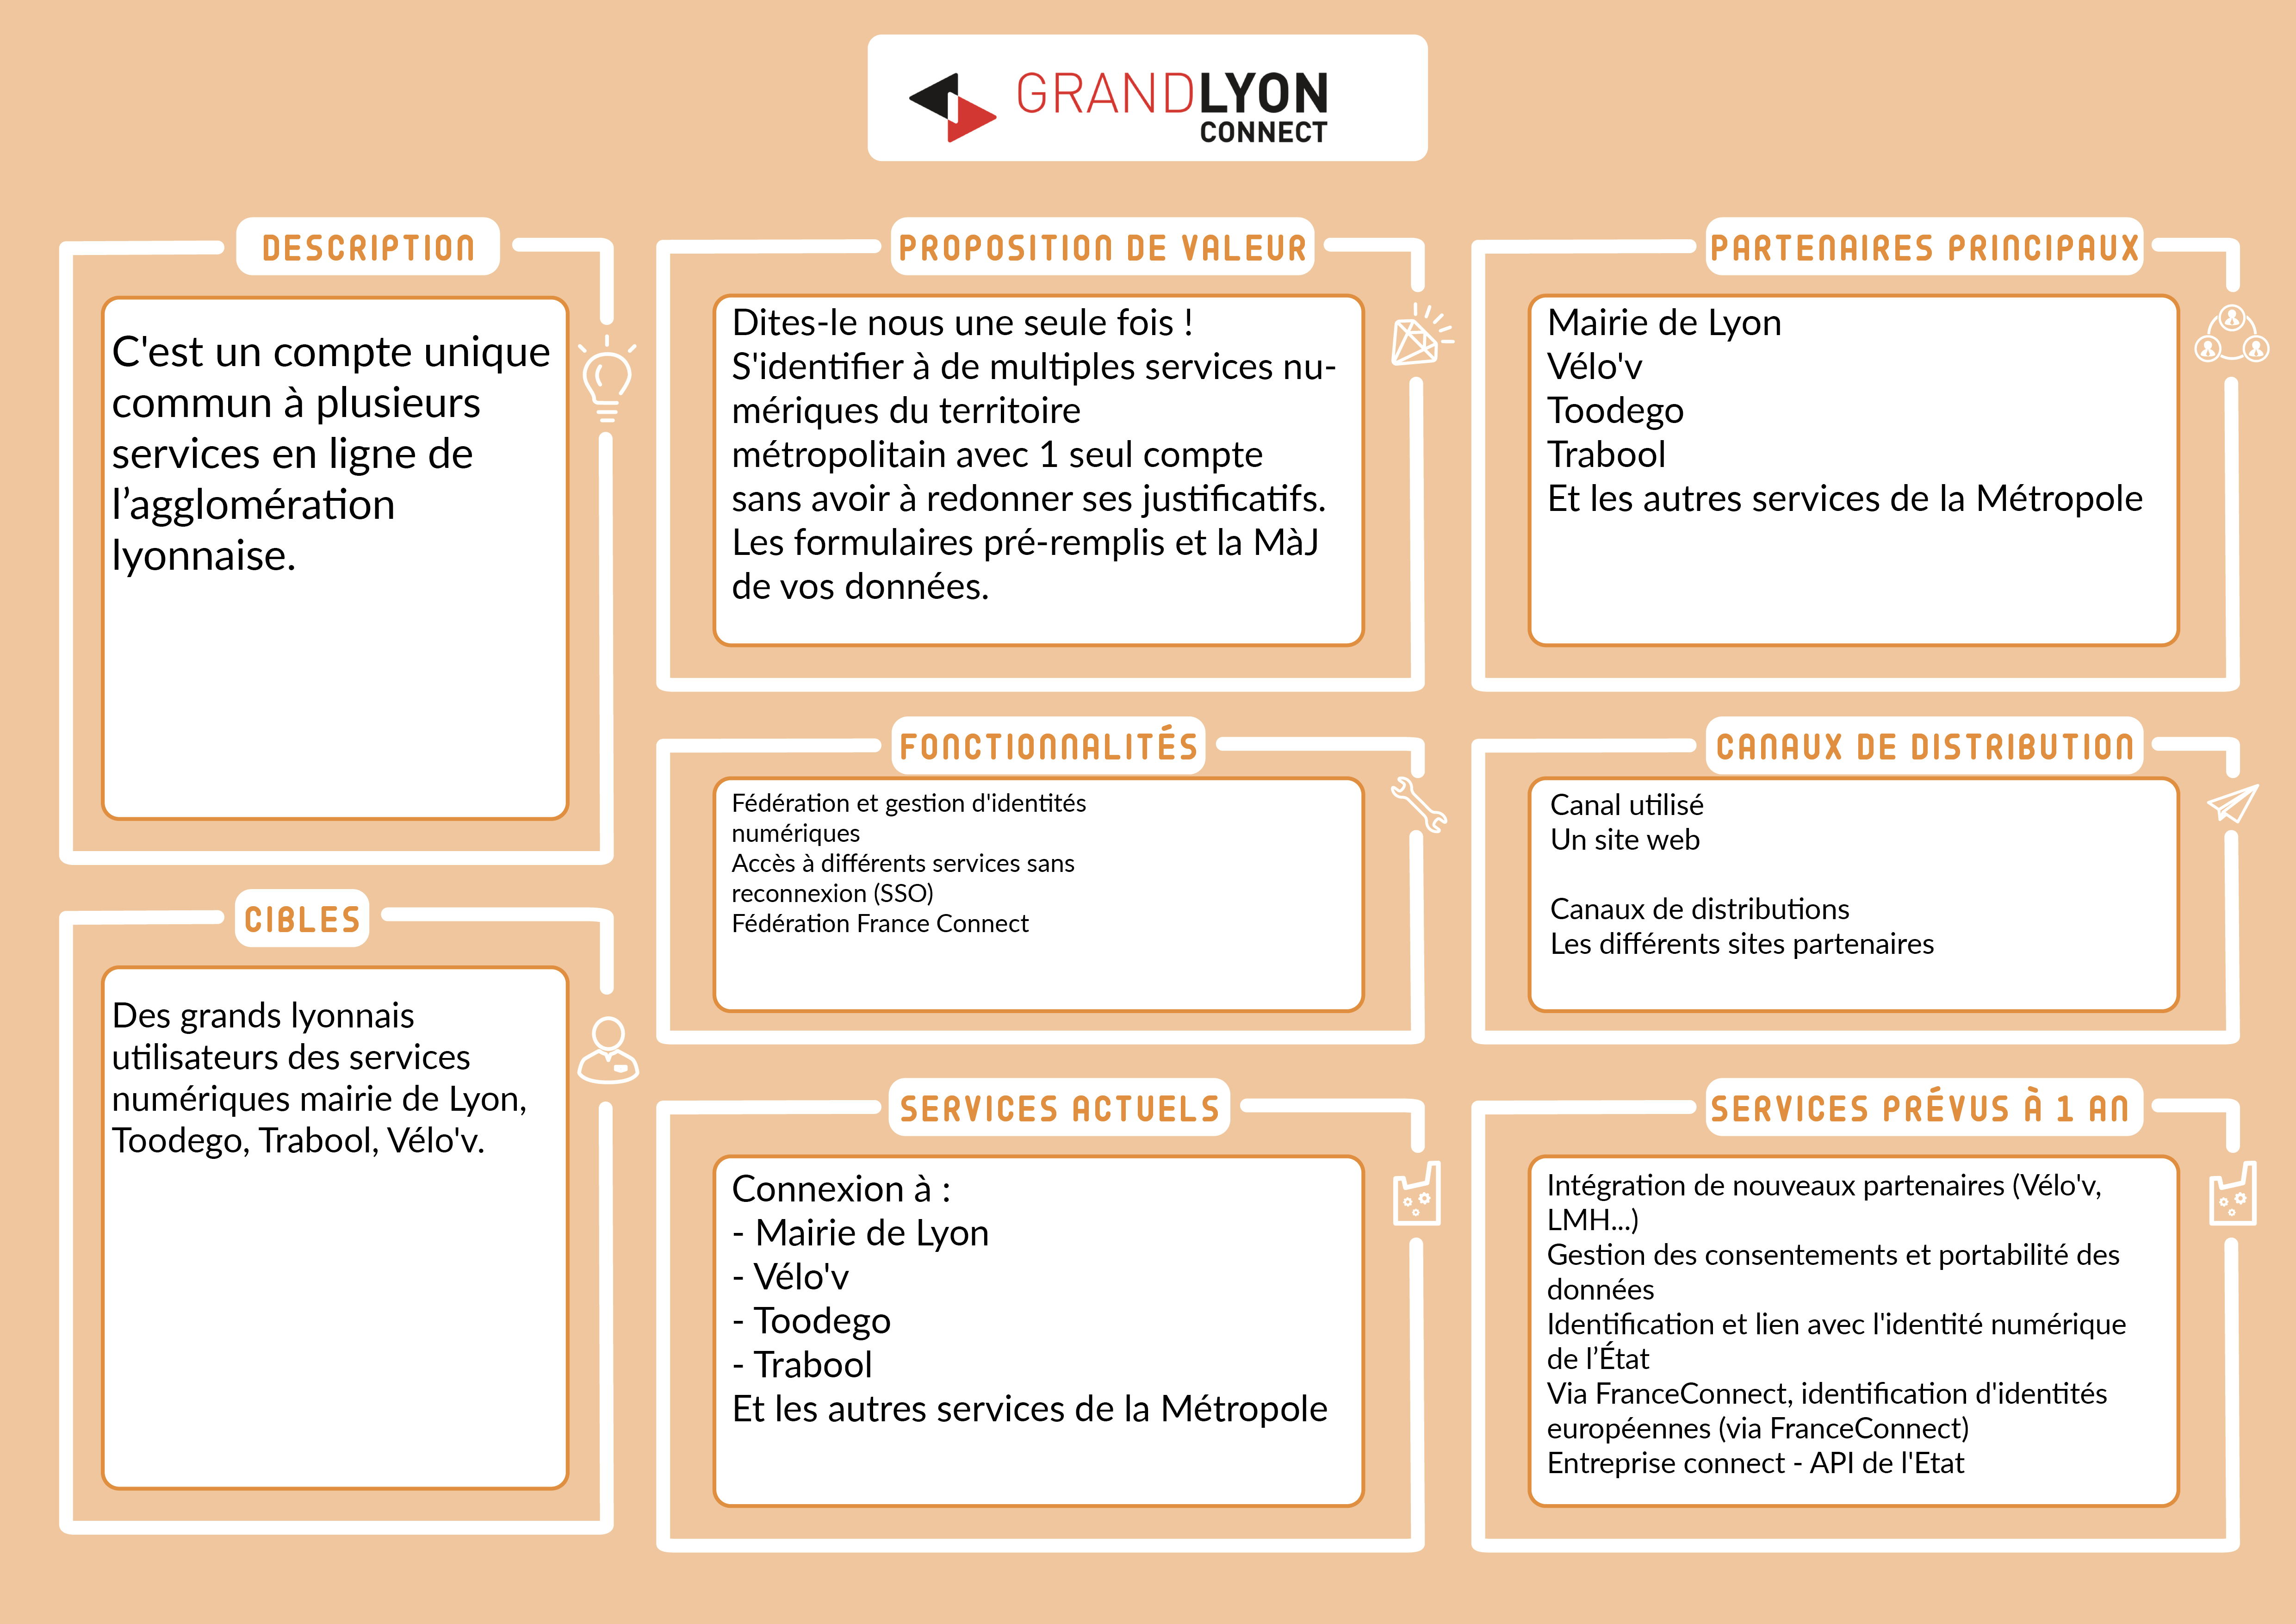 GRANDLYON
CONNECT
DESCRIPTION
C'est un compte unique
commun à plusieurs
services en ligne de
l’agglomération
lyonnaise.
CIBLES
Des grands lyonnais
utilisateurs des services
numériques mairie de Lyon,
Toodego, Trabool, Vélo'v.
PROPOSITION DE VALEUR
Dites-le nous une seule fois !
S'identifier à de multiples services nu-
mériques du territoire
métropolitain avec 1 seul compte
sans avoir à redonner ses justificatifs.
Les formulaires pré-remplis et la MàJ
de vos données.
FONCTIONNALITÉS
Fédération et gestion d'identités
numériques
Accès à différents services sans
reconnexion (SSO)
Fédération France Connect
SERVICES ACTUELS
Connexion à :
- Mairie de Lyon
- Vélo'v
- Toodego
- Trabool
Et les autres services de la Métropole
PARTENAIRES PRINCIPAUX
Mairie de Lyon
Vélo'v
Toodego
Trabool
Et les autres services de la Métropole
CANAUX DE DISTRIBUTION
Canal utilisé
Un site web
Canaux de distributions
Les différents sites partenaires
SERVICES PRÉVUS À 1 AN
Intégration de nouveaux partenaires (Vélo'v,
LMH...)
Gestion des consentements et portabilité des
données
Identification et lien avec l'identité numérique
de l’État
Via FranceConnect, identification d'identités
européennes (via FranceConnect)
Entreprise connect - API de l'Etat